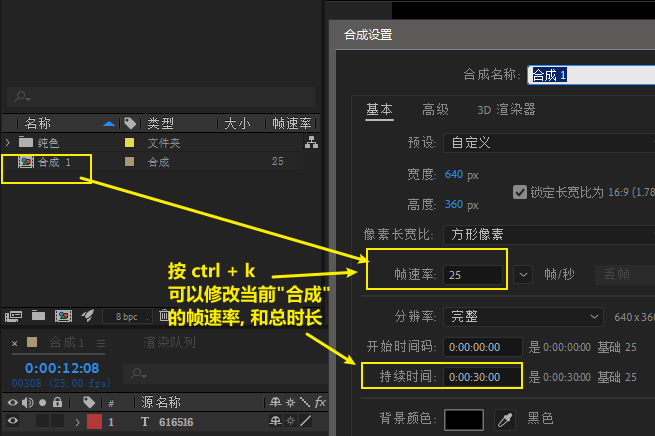 合成设置
合成名称:
合成 1
名称
类型
大小
帧速率
基本
高级
3D 渲染器
纯色
文件夹
预设:
自定义
合成 1
合成
25
宽度:
640 px
锁定长宽比为 16:9 (1.78
高度:
360 px
像素长宽比:
方形像素
按 ctrl + k
可以修改当前"合成"
的帧速率, 和总时长
帧速率:
25
帧/秒
丢帧
8 bpc
分辨率:
完整
640 x 360
合成 1
渲染队列
开始时间码:
0:00:00:00
是 0:00:00:00 基础 25
0:00:12:08
00308 (25.00 fps)
持续时间:
0:00:30:00
是 0:00:30:00 基础 25
#
源名称
fx
背景颜色:
黑色
1
T
616516